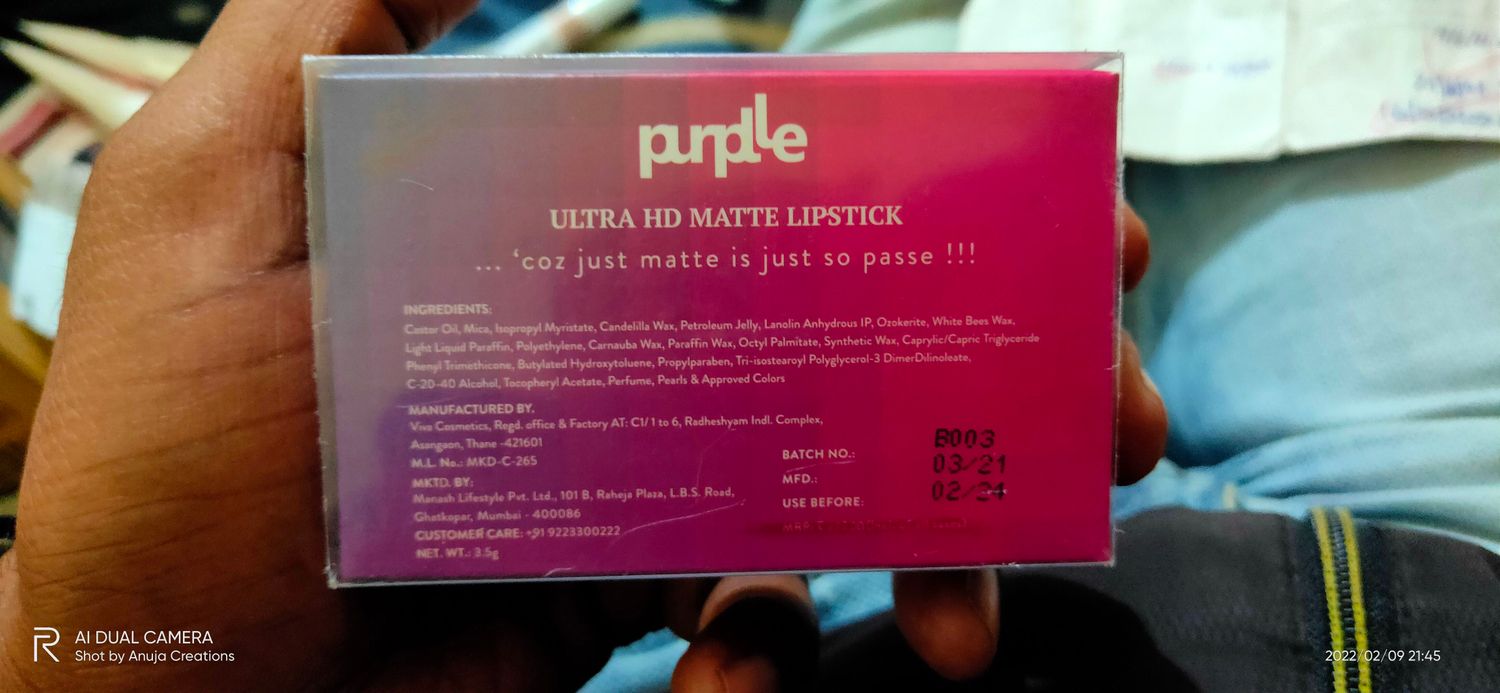 purplle
ULTRA HD MATTE LIPSTICK
... ‘coz just matte is just so passe !!!
INGREDIENTS:
Castor Oil, Mica, Isopropyl Myristate, Candelilla Wax, Petroleum Jelly, Lanolin Anhydrous IP, Ozokerite, White Bees Wax,
Light Liquid Paraffin, Polyethylene, Carnauba Wax, Paraffin Wax, Octyl Palmitate, Synthetic Wax, Caprylic/Capric Triglyceride
Phenyl Trimethicone, Butylated Hydroxytoluene, Propylparaben, Tri-isostearoyl Polyglycerol-3 DimerDilinoleate,
C-20-40 Alcohol, Tocopheryl Acetate, Perfume, Pearls & Approved Colors
MANUFACTURED BY.
Viva Cosmetics, Regd. office & Factory AT: C1/1 to 6, Radheshyam Indl. Complex,
Asangaon, Thane -421601
M.L. No.: MKD-C-265
MKTD. BY:
Manash Lifestyle Pvt. Ltd., 101 B, Raheja Plaza, L.B.S. Road,
Ghatkopar, Mumbai - 400086
CUSTOMER CARE: +91 9223300222
NET. WT.: 3.5g
BATCH NO.: B003
MFD.: 03/21
USE BEFORE: 02/24
AI DUAL CAMERA
Shot by Anuja Creations
2022/02/09 21:45